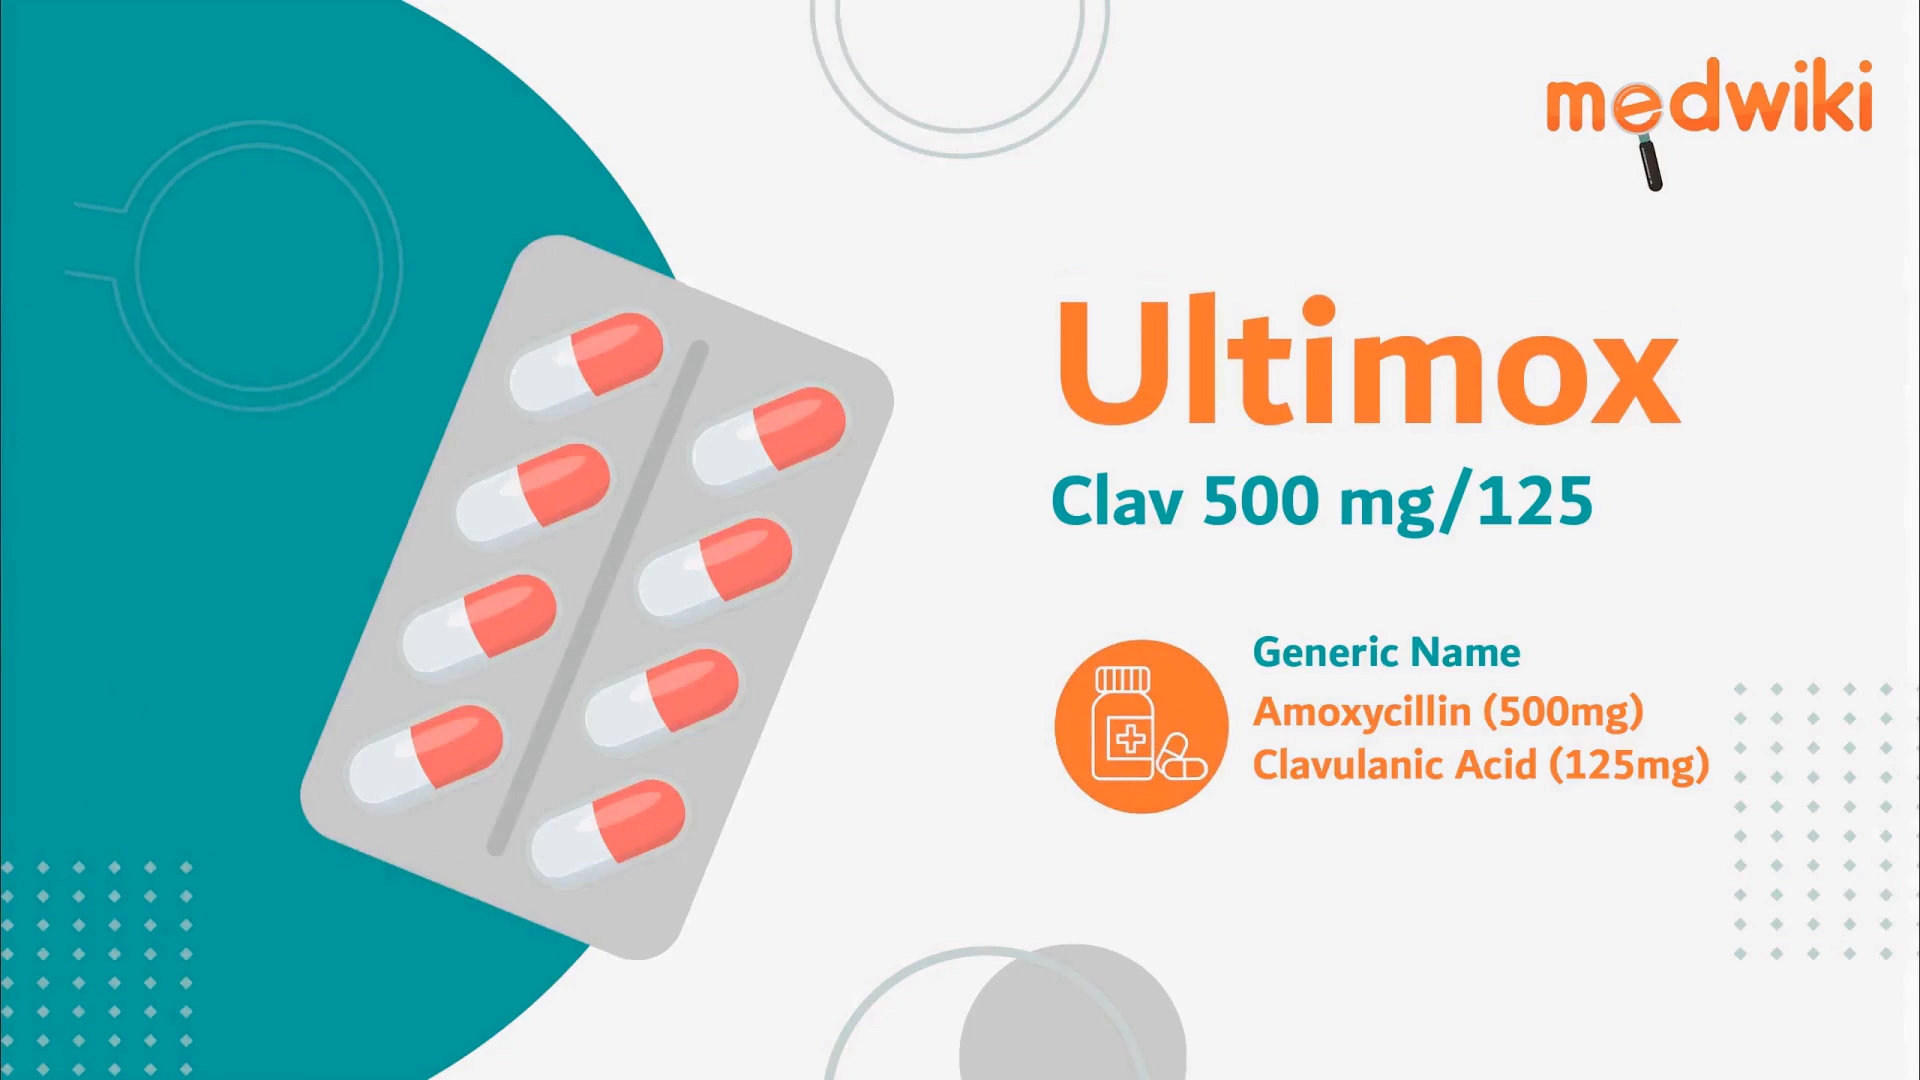 medwiki
Ultimox
Clav 500 mg/125
Generic Name
Amoxycillin (500mg)
Clavulanic Acid (125mg)